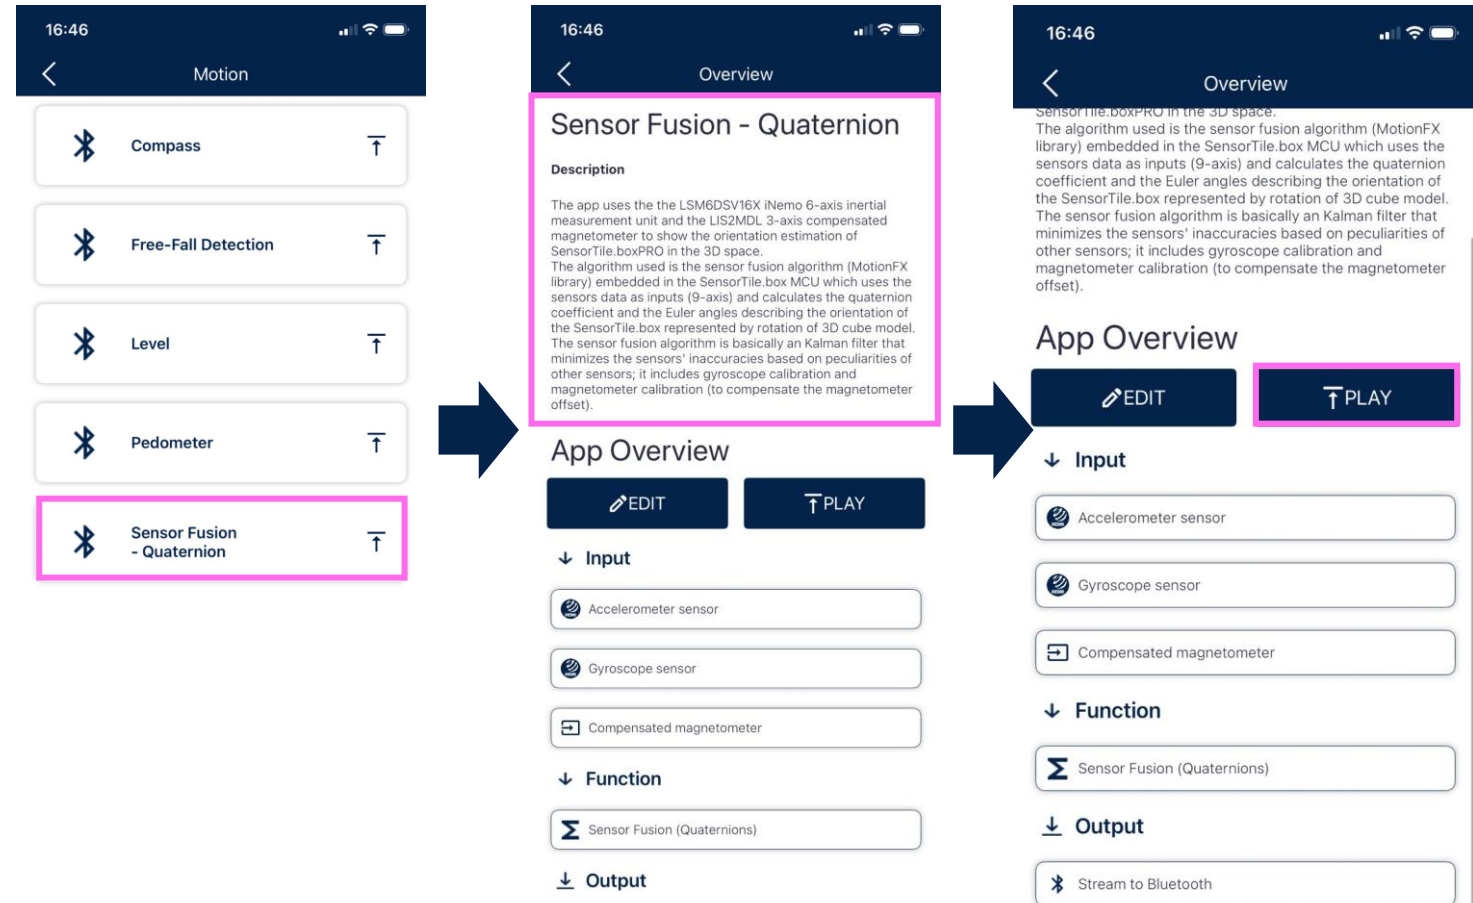 16:46
Motion
Compass
Free-Fall Detection
Level
Pedometer
Sensor Fusion
- Quaternion
16:46
Overview
Sensor Fusion - Quaternion
Description
The app uses the the LSM6DSV16X iNemo 6-axis inertial
measurement unit and the LIS2MDL 3-axis compensated
magnetometer to show the orientation estimation of
SensorTile.boxPRO in the 3D space.
The algorithm used is the sensor fusion algorithm (MotionFX
library) embedded in the SensorTile.box MCU which uses the
sensors data as inputs (9-axis) and calculates the quaternion
coefficient and the Euler angles describing the orientation of
the SensorTile.box represented by rotation of 3D cube model.
The sensor fusion algorithm is basically an Kalman filter that
minimizes the sensors' inaccuracies based on peculiarities of
other sensors; it includes gyroscope calibration and
magnetometer calibration (to compensate the magnetometer
offset).
App Overview
EDIT
PLAY
Input
Accelerometer sensor
Gyroscope sensor
Compensated magnetometer
Function
Sensor Fusion (Quaternions)
Output
16:46
Overview
SensorTile.boxPRO in the 3D space.
The algorithm used is the sensor fusion algorithm (MotionFX
library) embedded in the SensorTile.box MCU which uses the
sensors data as inputs (9-axis) and calculates the quaternion
coefficient and the Euler angles describing the orientation of
the SensorTile.box represented by rotation of 3D cube model.
The sensor fusion algorithm is basically an Kalman filter that
minimizes the sensors' inaccuracies based on peculiarities of
other sensors; it includes gyroscope calibration and
magnetometer calibration (to compensate the magnetometer
offset).
App Overview
EDIT
PLAY
Input
Accelerometer sensor
Gyroscope sensor
Compensated magnetometer
Function
Sensor Fusion (Quaternions)
Output
Stream to Bluetooth